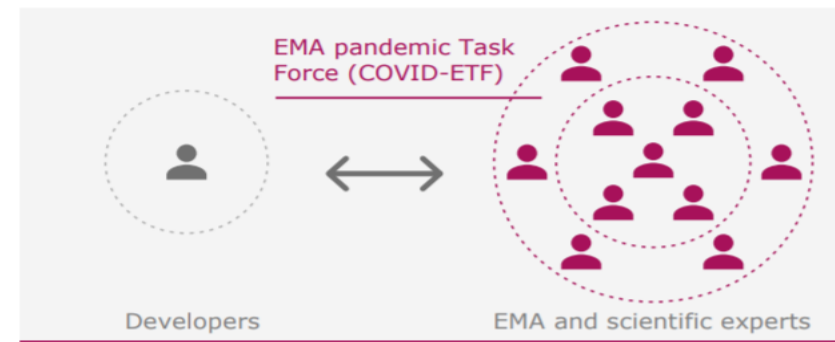 EMA pandemic Task
Force (COVID-ETF)
Developers
EMA and scientific experts